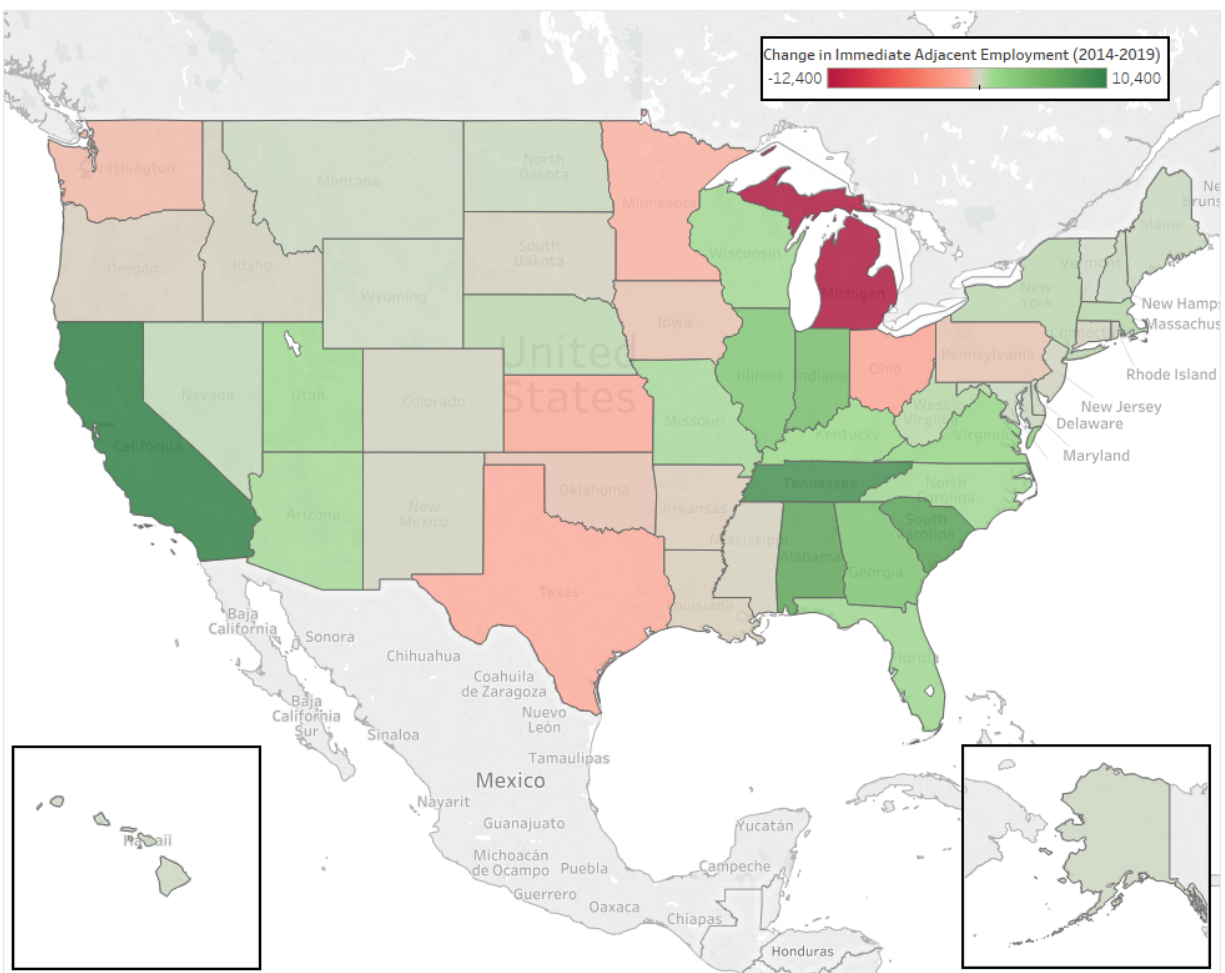 Change in Immediate Adjacent Employment (2014-2019)
-12,400 10,400
Washington
Montana
North
Dakota
Minnesota
Ne
Bruns
Maine
Oregon
Idaho
South
Dakota
Wisconsin
Vermont
Wyoming
Michigan
New
York
New Hamps
Massachus
Iowa
United
States
Connecti
Pennsylvania
Rhode Island
Nevada
Utah
Colorado
Illinois
Indiana
Ohio
New Jersey
Delaware
West
Virginia
Virginia
Maryland
California
Missouri
Kentucky
Arizona
New
Mexico
Oklahoma
Arkansas
Tennessee
North
Carolina
South
Carolina
Mississippi
Alabama
Georgia
Texas
Louisiana
Florida
Baja
California
Sonora
Chihuahua
Coahuila
de Zaragoza
Baja
California
Sur
Sinaloa
Nuevo
León
Tamaulipas
Mexico
Nayarit
Guanajuato
Yucatán
Michoacán
de Ocampo
Puebla
Campeche
Guerrero
Oaxaca
Chiapas
Honduras
Hawaii